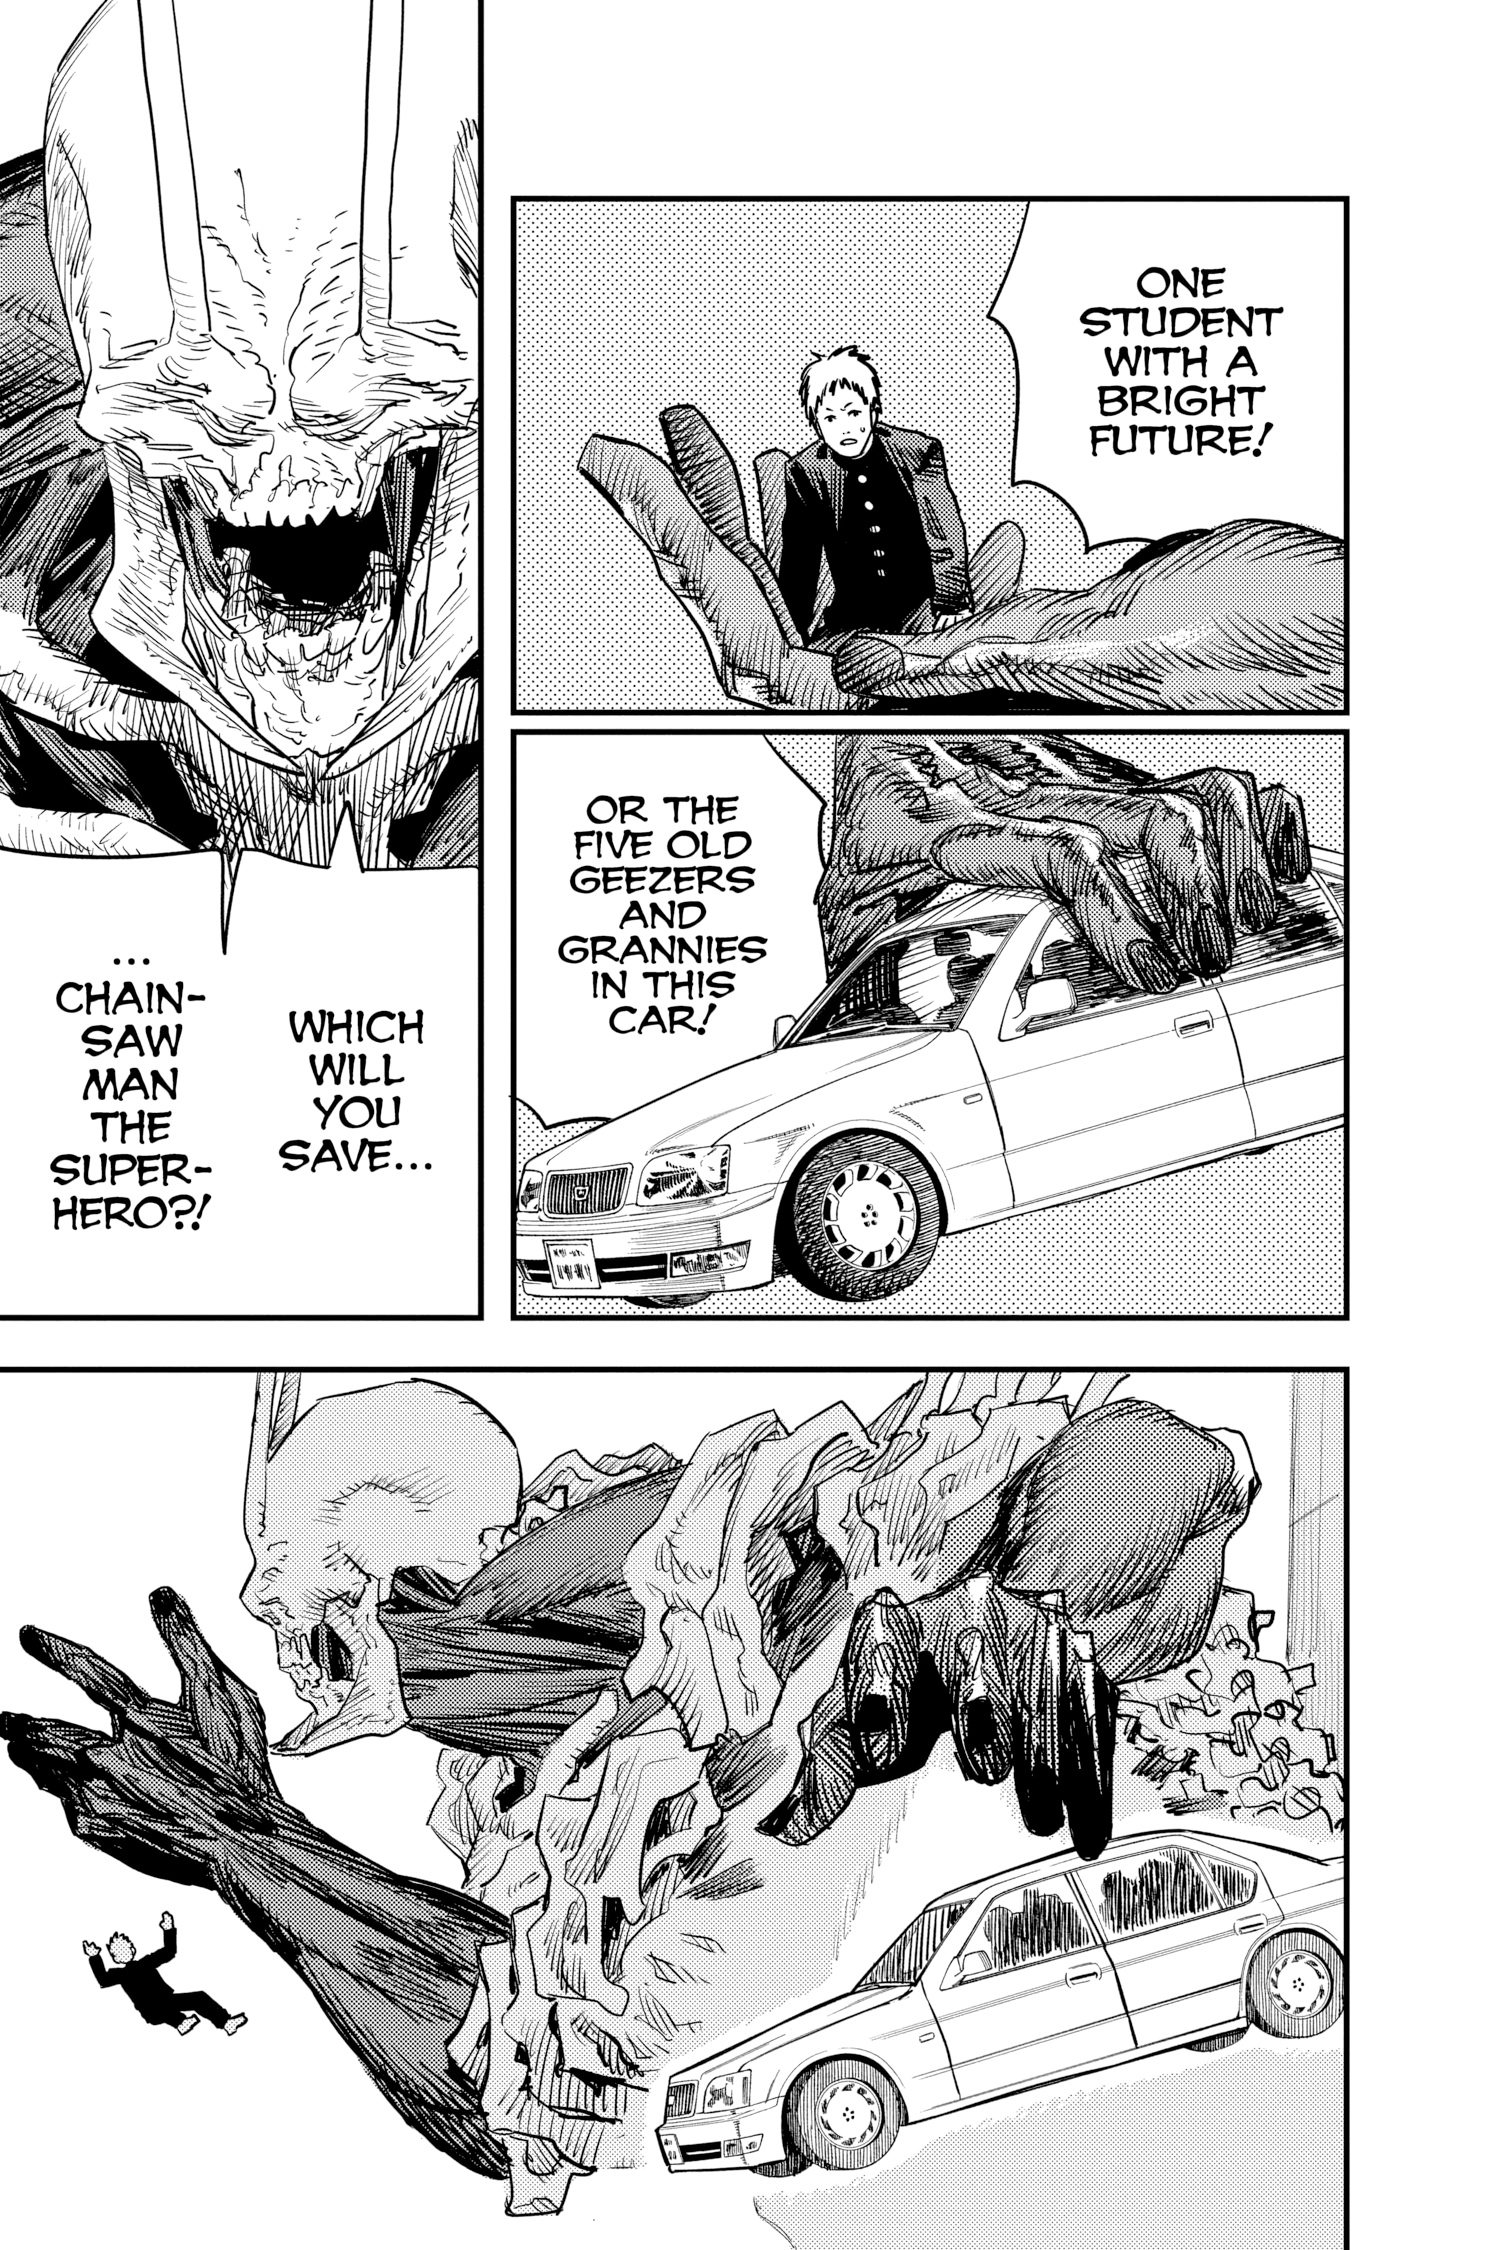 ONE
STUDENT
WITH A
BRIGHT
FUTURE!
OR THE
FIVE OLD
GEEZERS
AND
GRANNIES
IN THIS
CAR!
WHICH
WILL
YOU
SAVE...
...
CHAIN-
SAW
MAN
THE
SUPER-
HERO?!